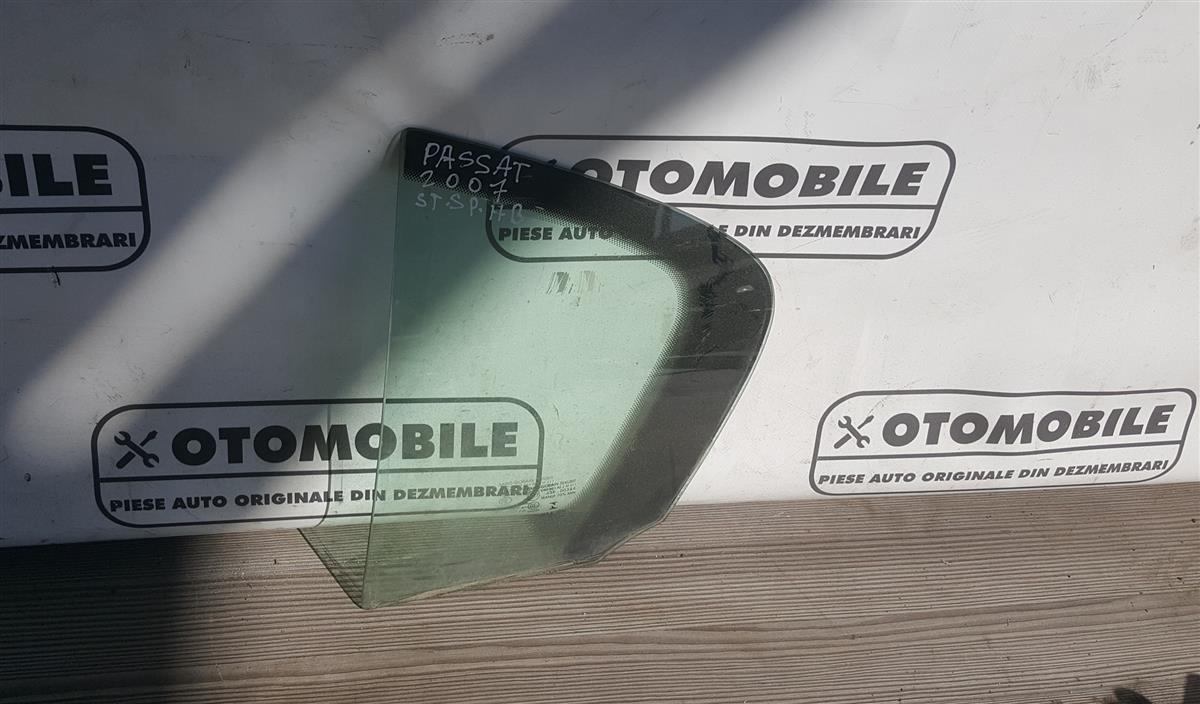 PASSAT
2007
ST.SP.HB
OTOMOBILE
PIESE AUTO DIN DEZMEMBRARI
BILE
ZMEMBRARI
OTOMOBILE
PIESE AUTO ORIGINALE DIN DEZMEMBRARI
OTOMOBILE
PIESE AUTO ORIGINALE DIN DEZMEMBRARI